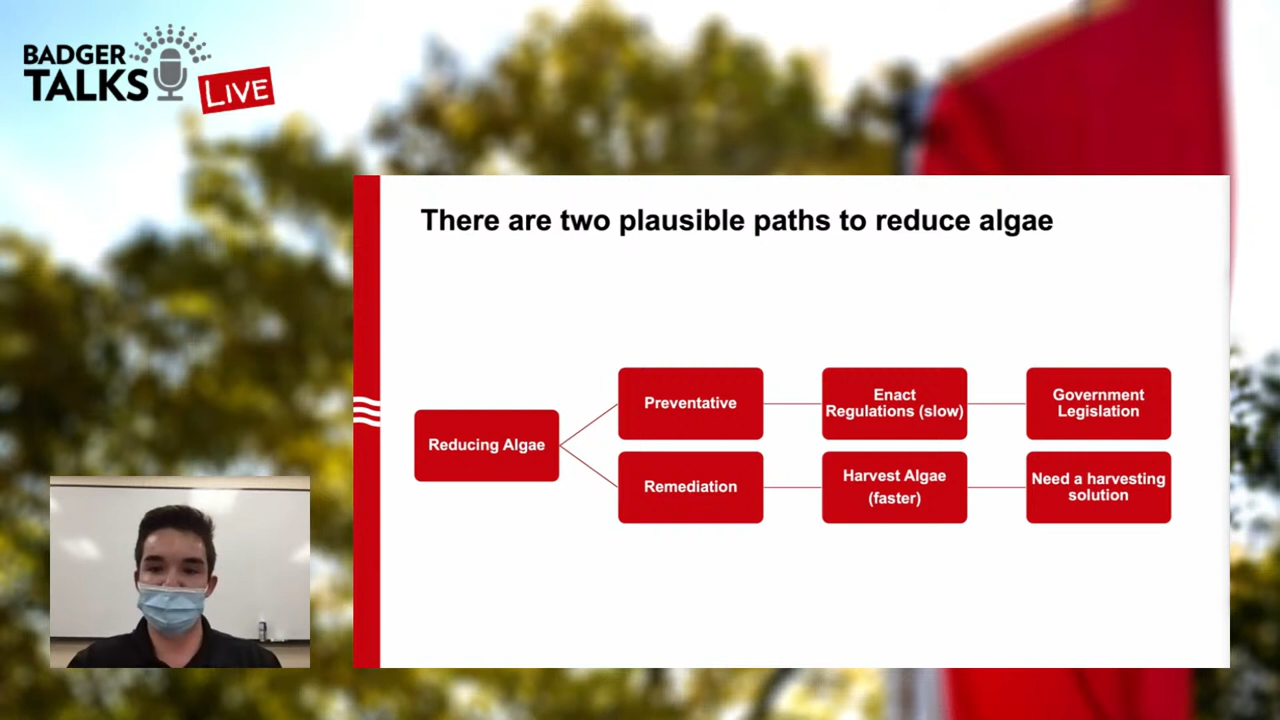 BADGER
TALKS
LIVE
There are two plausible paths to reduce algae
Reducing Algae
Preventative
Enact
Regulations (slow)
Government
Legislation
Remediation
Harvest Algae
(faster)
Need a harvesting
solution